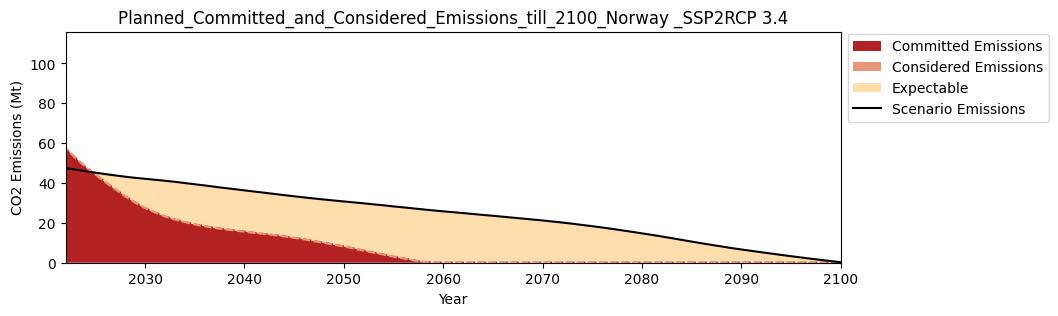 Planned_Committed_and_Considered_Emissions_till_2100_Norway _SSP2RCP 3.4
CO2 Emissions (Mt)
100
80
60
40
20
0
2030 2040 2050 2060 2070 2080 2090 2100
Year
Committed Emissions
Considered Emissions
Expectable
Scenario Emissions